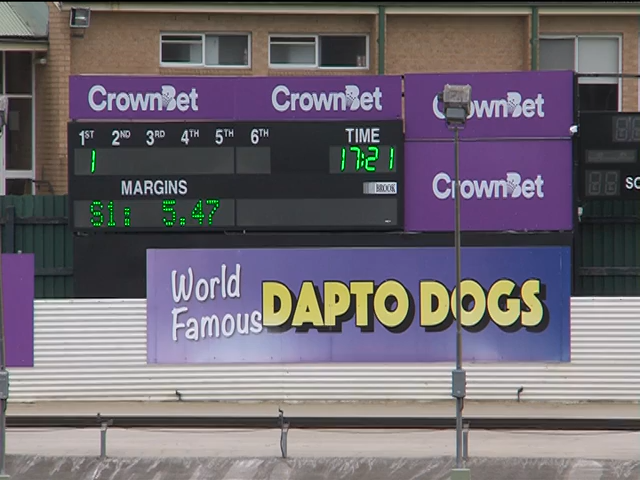 CrownBet CrownBet CrownBet
1ST 2ND 3RD 4TH 5TH 6TH TIME
1 17:21
CrownBet
MARGINS BROOK
S1: 5.47
World Famous DAPTO DOGS